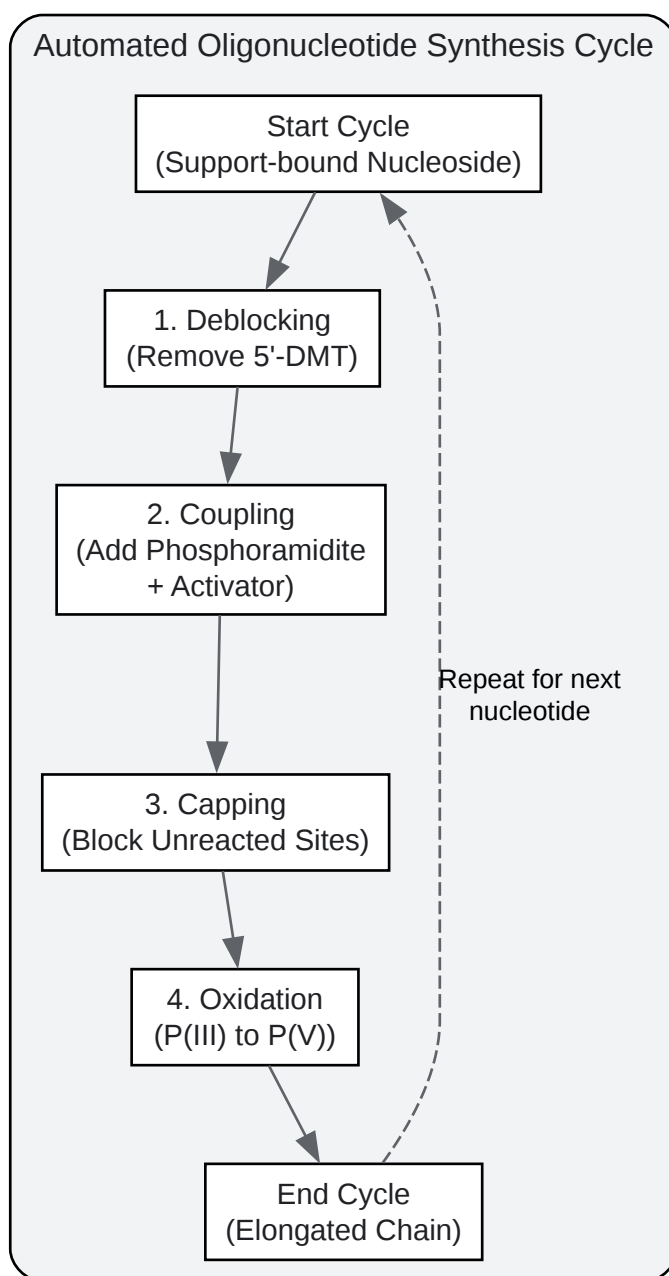 Automated Oligonucleotide Synthesis Cycle
Start Cycle
(Support-bound Nucleoside)
1. Deblocking
(Remove 5'-DMT)
2. Coupling
(Add Phosphoramidite
+ Activator)
Repeat for next
nucleotide
3. Capping
(Block Unreacted Sites)
4. Oxidation
(P(III) to P(V))
End Cycle
(Elongated Chain)